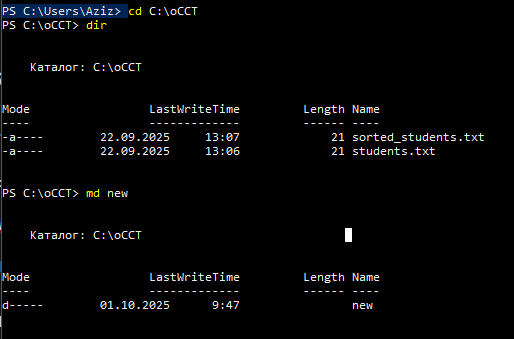 PS C:\Users\Aziz> cd C:\oCCT
PS C:\oCCT> dir
Каталог: C:\oCCT
Mode LastWriteTime Length Name
---- ------------- ------ ----
-a---- 22.09.2025 13:07 21 sorted_students.txt
-a---- 22.09.2025 13:06 21 students.txt
PS C:\oCCT> md new
Каталог: C:\oCCT
Mode LastWriteTime Length Name
---- ------------- ------ ----
d----- 01.10.2025 9:47 new